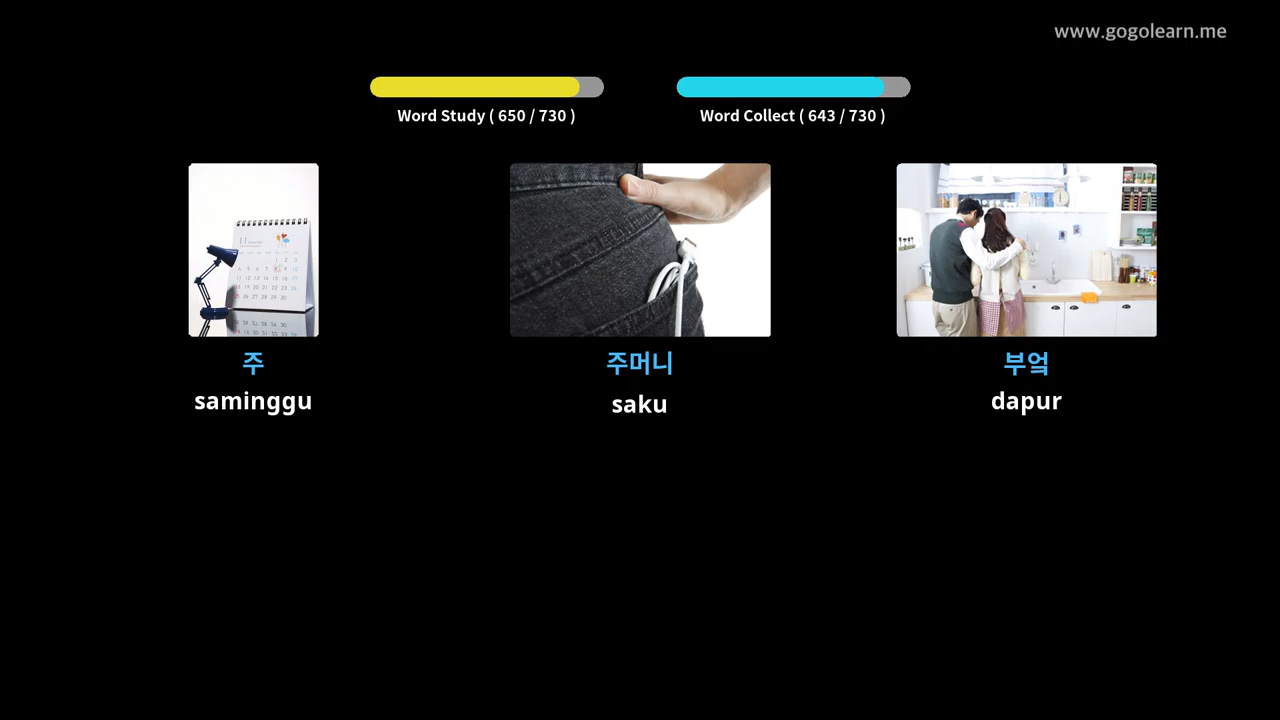 www.gogolearn.me
Word Study ( 650 / 730 )
Word Collect ( 643 / 730 )
주
saminggu
주머니
saku
부엌
dapur